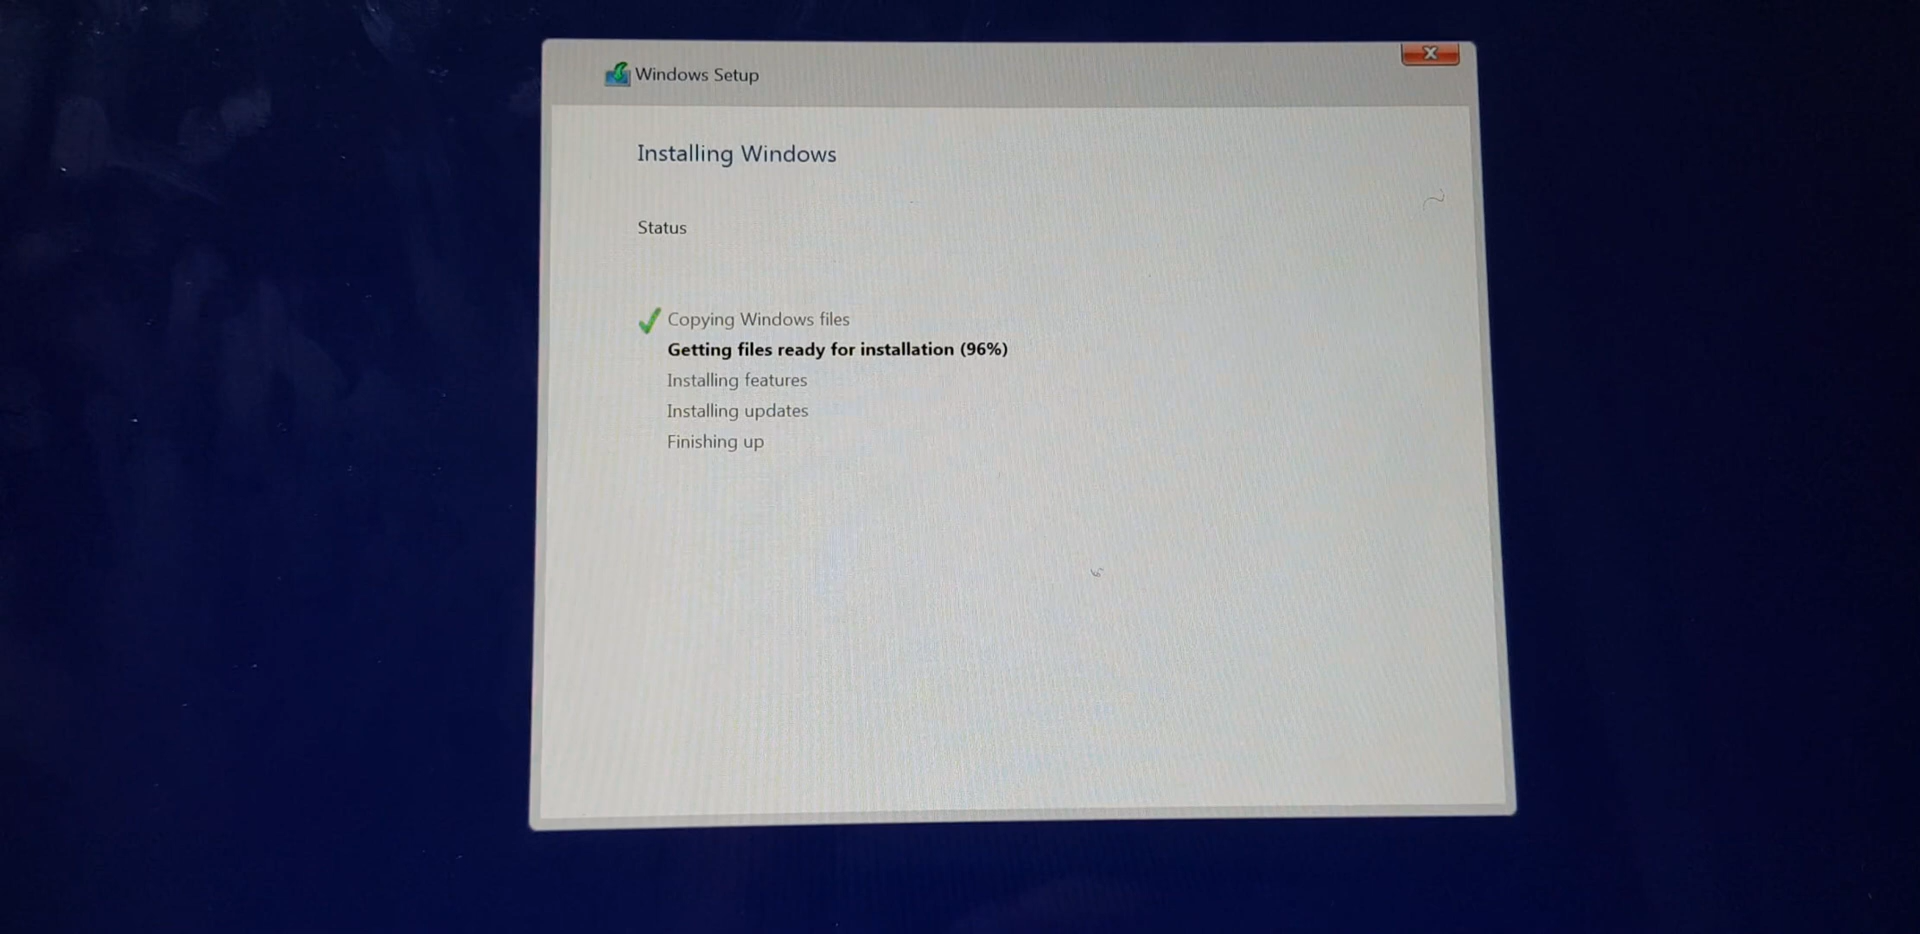 Windows Setup
Installing Windows
Status
Copying Windows files
Getting files ready for installation (96%)
Installing features
Installing updates
Finishing up